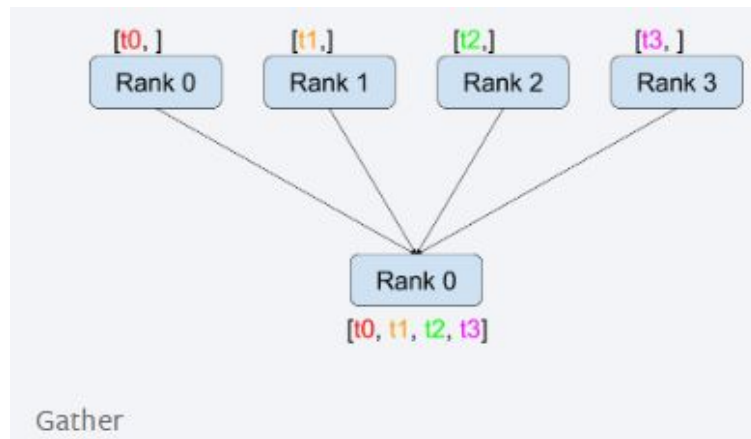 [t0, ] [t1,] [t2,] [t3, ]
Rank 0 Rank 1 Rank 2 Rank 3
Rank 0
[t0, t1, t2, t3]
Gather